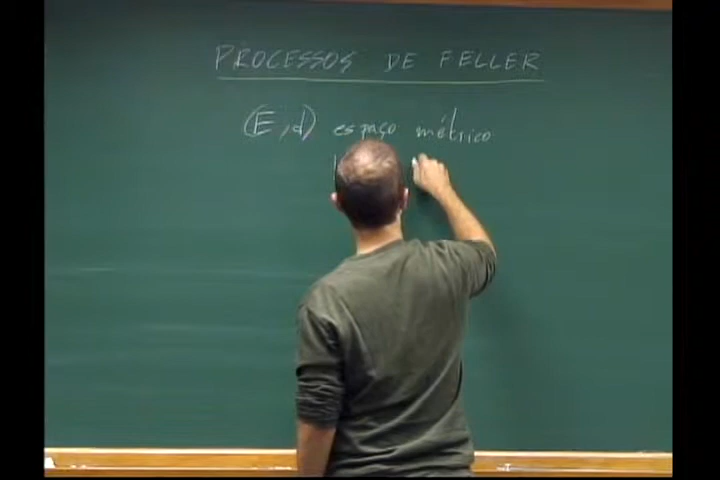 PROCESSOS DE FELLER
(E, d) espaço métrico